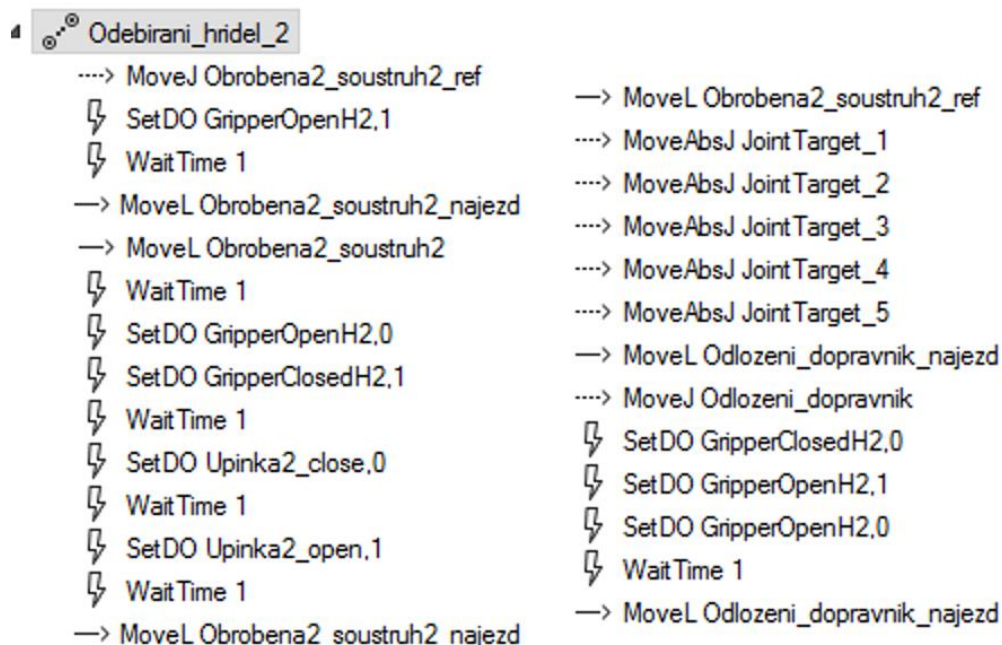 Odebirani_hridel_2
MoveJ Obrobena2_soustruh2_ref
SetDO GripperOpenH2,1
WaitTime 1
MoveL Obrobena2_soustruh2_najezd
MoveL Obrobena2_soustruh2
WaitTime 1
SetDO GripperOpenH2,0
SetDO GripperClosedH2,1
WaitTime 1
SetDO Upinka2_close,0
WaitTime 1
SetDO Upinka2_open,1
WaitTime 1
MoveL Obrobena2_soustruh2_najezd
MoveL Obrobena2_soustruh2_ref
MoveAbsJ JointTarget_1
MoveAbsJ JointTarget_2
MoveAbsJ JointTarget_3
MoveAbsJ JointTarget_4
MoveAbsJ JointTarget_5
MoveL Odlozeni_dopravnik_najezd
MoveJ Odlozeni_dopravnik
SetDO GripperClosedH2,0
SetDO GripperOpenH2,1
SetDO GripperOpenH2,0
WaitTime 1
MoveL Odlozeni_dopravnik_najezd